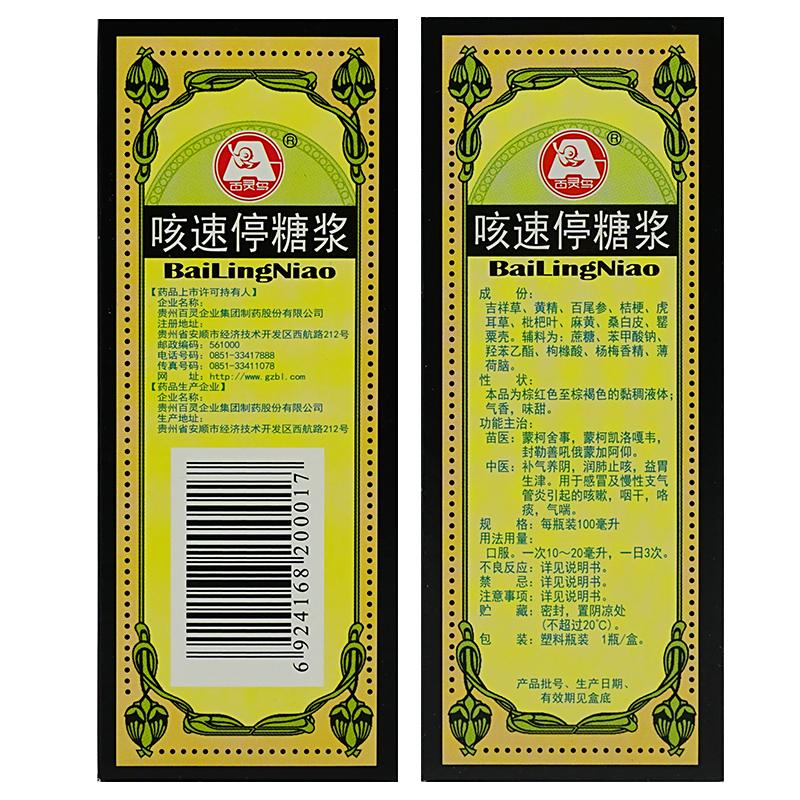 百灵鸟
®
咳速停糖浆
BaiLingNiao
【药品上市许可持有人】
企业名称：
贵州百灵企业集团制药股份有限公司
注册地址：
贵州省安顺市经济技术开发区西航路212号
邮政编码：561000
电话号码：0851-33417888
传真号码：0851-33411078
网 址：http://www.gzbl.com
【药品生产企业】
企业名称：
贵州百灵企业集团制药股份有限公司
生产地址：
贵州省安顺市经济技术开发区西航路212号
6924168200017
百灵鸟
®
咳速停糖浆
BaiLingNiao
成 份：
吉祥草、黄精、百尾参、桔梗、虎
耳草、枇杷叶、麻黄、桑白皮、罂
粟壳。辅料为：蔗糖、苯甲酸钠、
羟苯乙酯、枸橼酸、杨梅香精、薄
荷脑。
性 状：
本品为棕红色至棕褐色的黏稠液体；
气香，味甜。
功能主治：
苗医：蒙柯舍事，蒙柯凯洛嘎韦，
封勒善吼俄蒙加阿仰。
中医：补气养阴，润肺止咳，益胃
生津。用于感冒及慢性支气
管炎引起的咳嗽，咽干，咯
痰，气喘。
规 格：每瓶装100毫升
用法用量：
口服。一次10～20毫升，一日3次。
不良反应：详见说明书。
禁 忌：详见说明书。
注意事项：详见说明书。
贮 藏：密封，置阴凉处
（不超过20℃）。
包 装：塑料瓶装 1瓶/盒。
产品批号、生产日期、
有效期见盒底